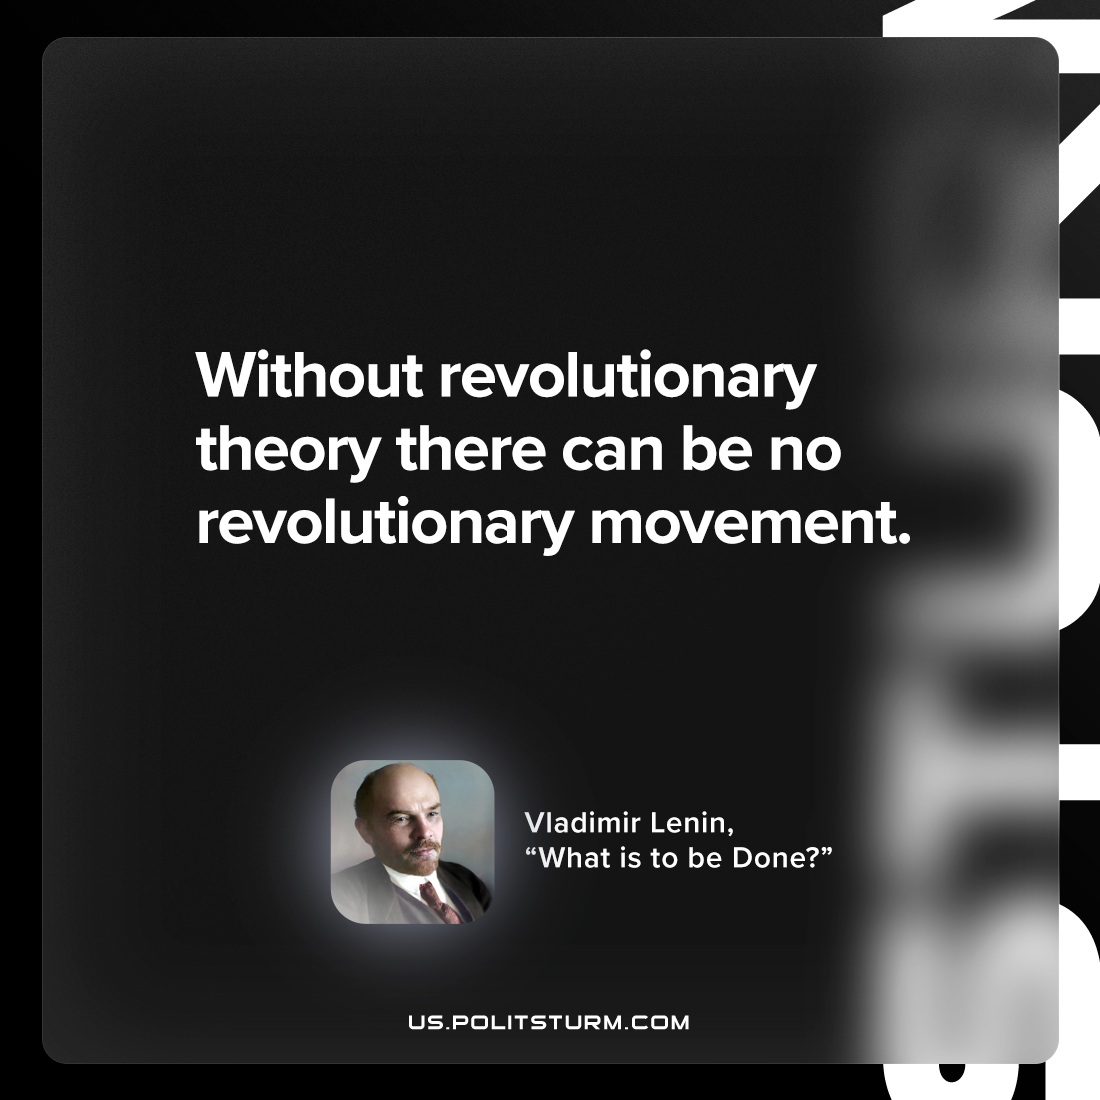 Without revolutionary
theory there can be no
revolutionary movement.
Vladimir Lenin,
“What is to be Done?”
US.POLITSTURM.COM